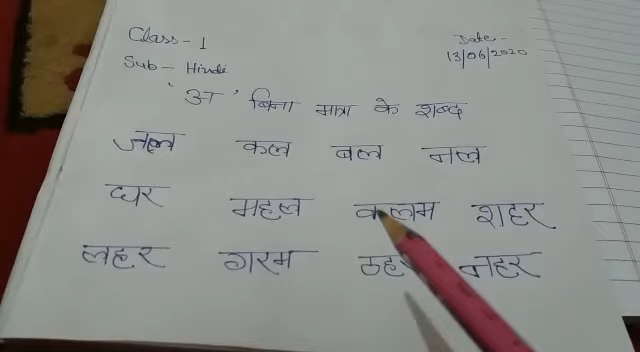 Class - 1
Date -
Sub - Hindi
13/06/2020
'अ' बिना मात्रा के शब्द
जल कल बल नल
घर महल कलम शहर
लहर गरम ठहर नहर